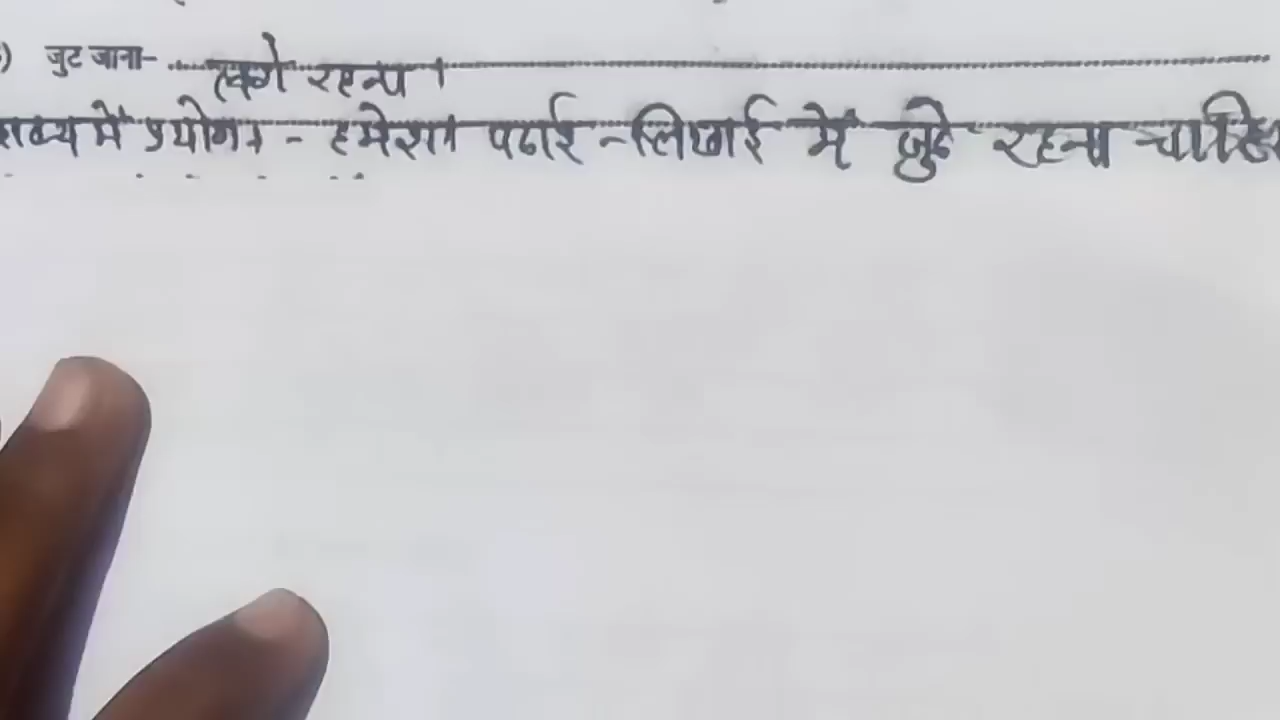 ) जुट जाना- लगे रहना ।
वाक्य में प्रयोग - हमेशा पढाई-लिखाई में जुटे रहना चाहिए